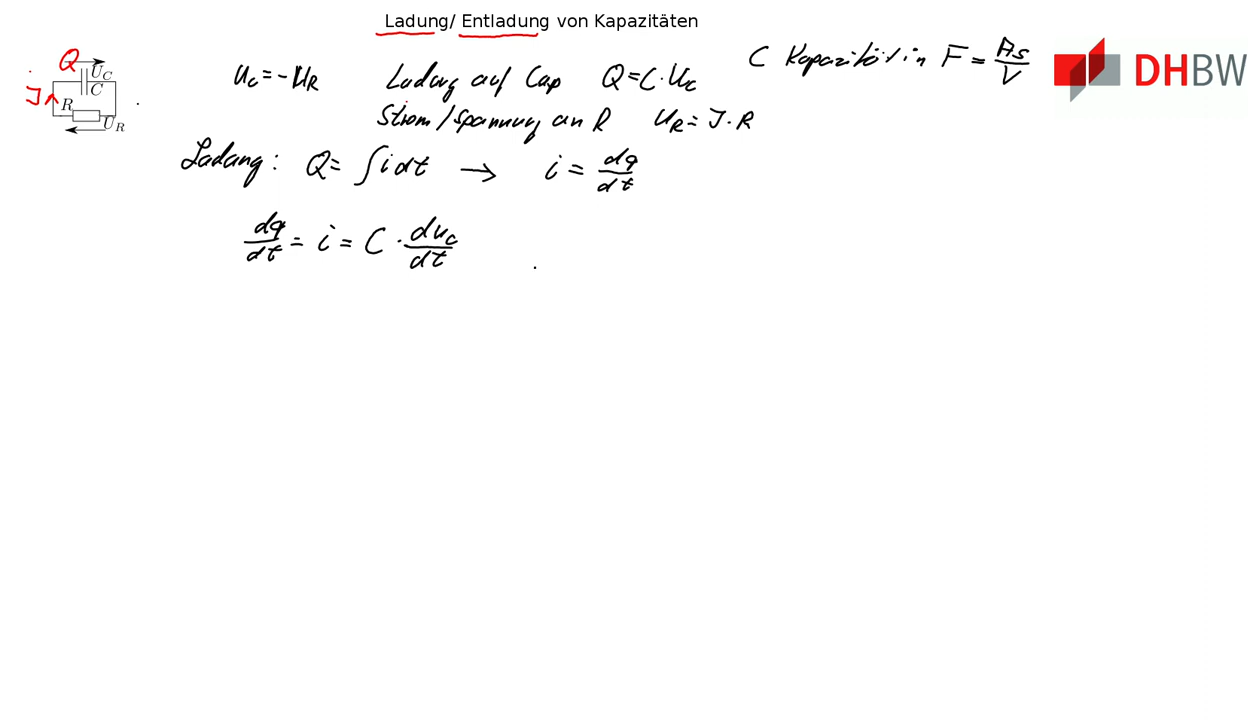 Ladung/ Entladung von Kapazitäten
C Kapazität in F = As/V
DHBW
Q
U_C
C
I
R
U_R
u_C = -U_R
Ladung auf Cap Q = C · U_C
Strom/Spannung an R U_R = I · R
Ladung: Q = ∫ i dt → i = dq/dt
dq/dt = i = C · du_C/dt